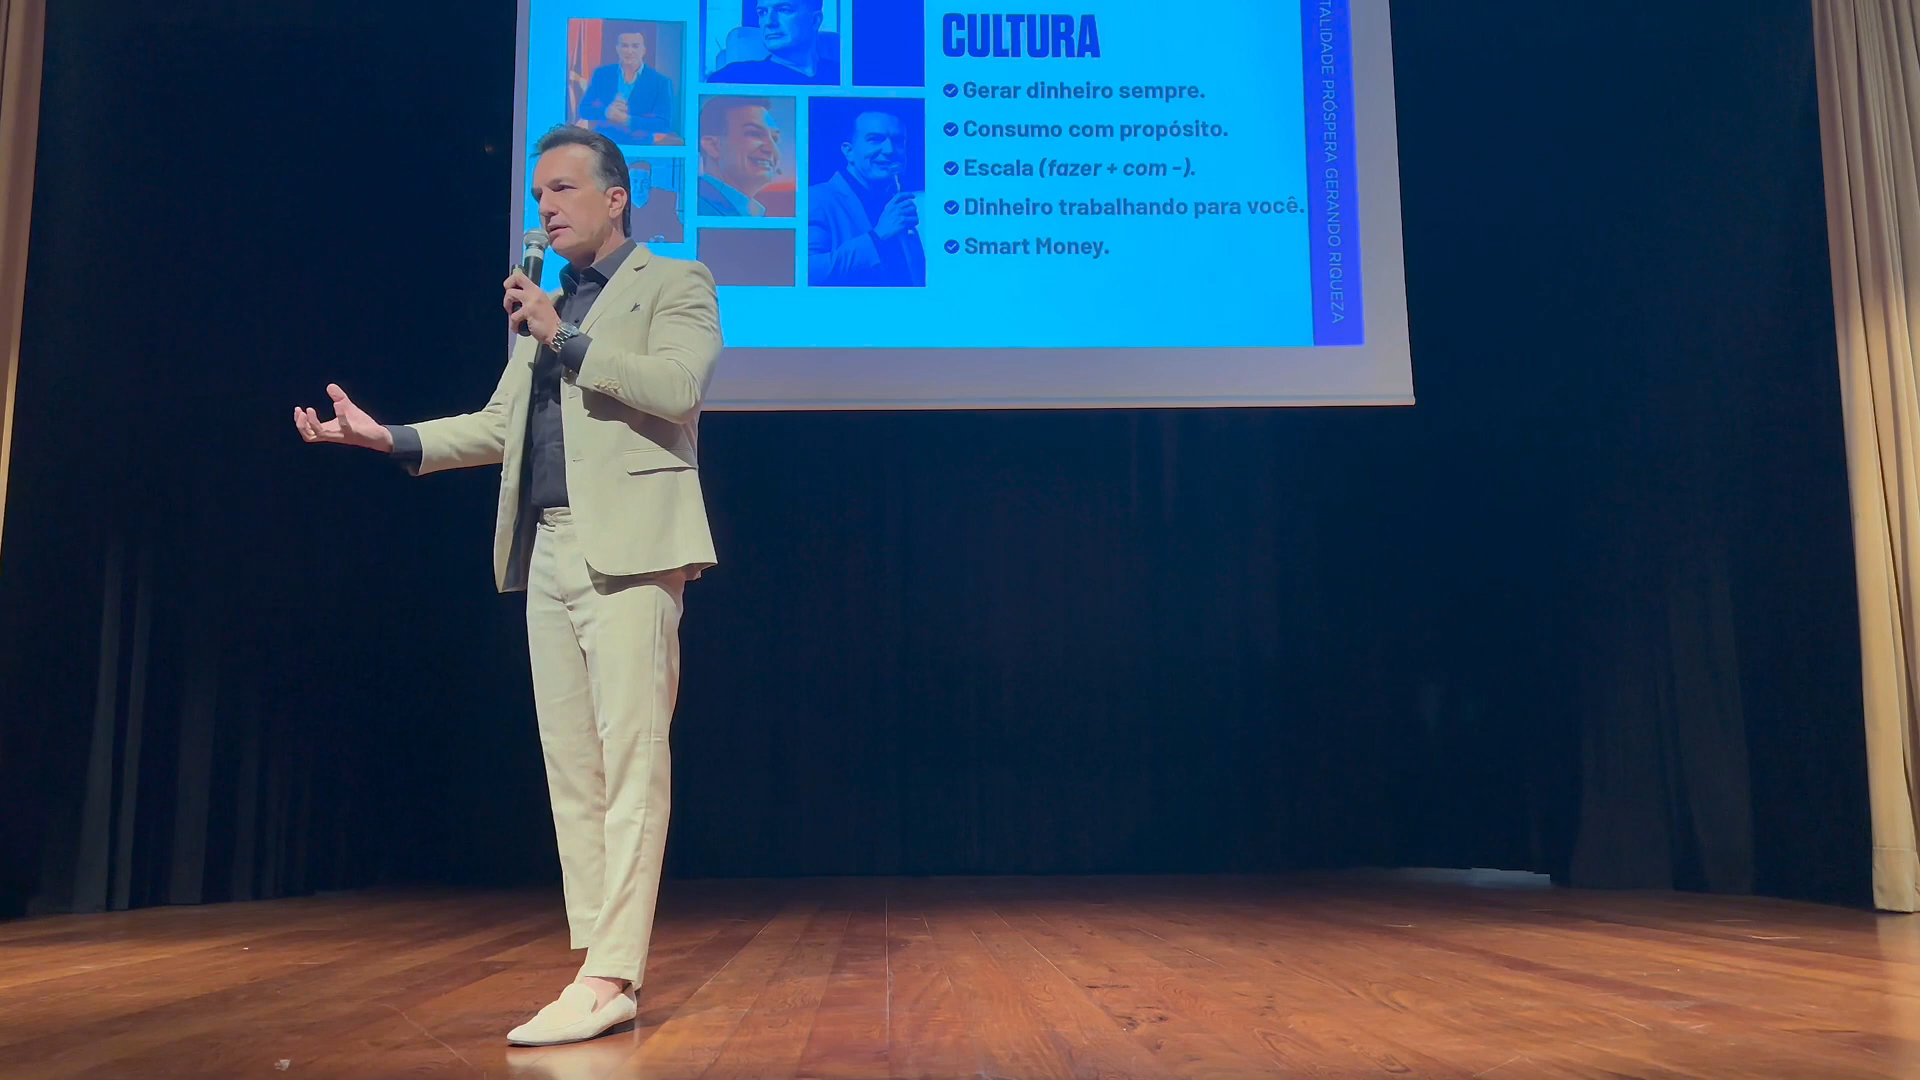 CULTURA
Gerar dinheiro sempre.
Consumo com propósito.
Escala (fazer + com -).
Dinheiro trabalhando para você.
Smart Money.
PRÓSPERA GERANDO RIQUEZA